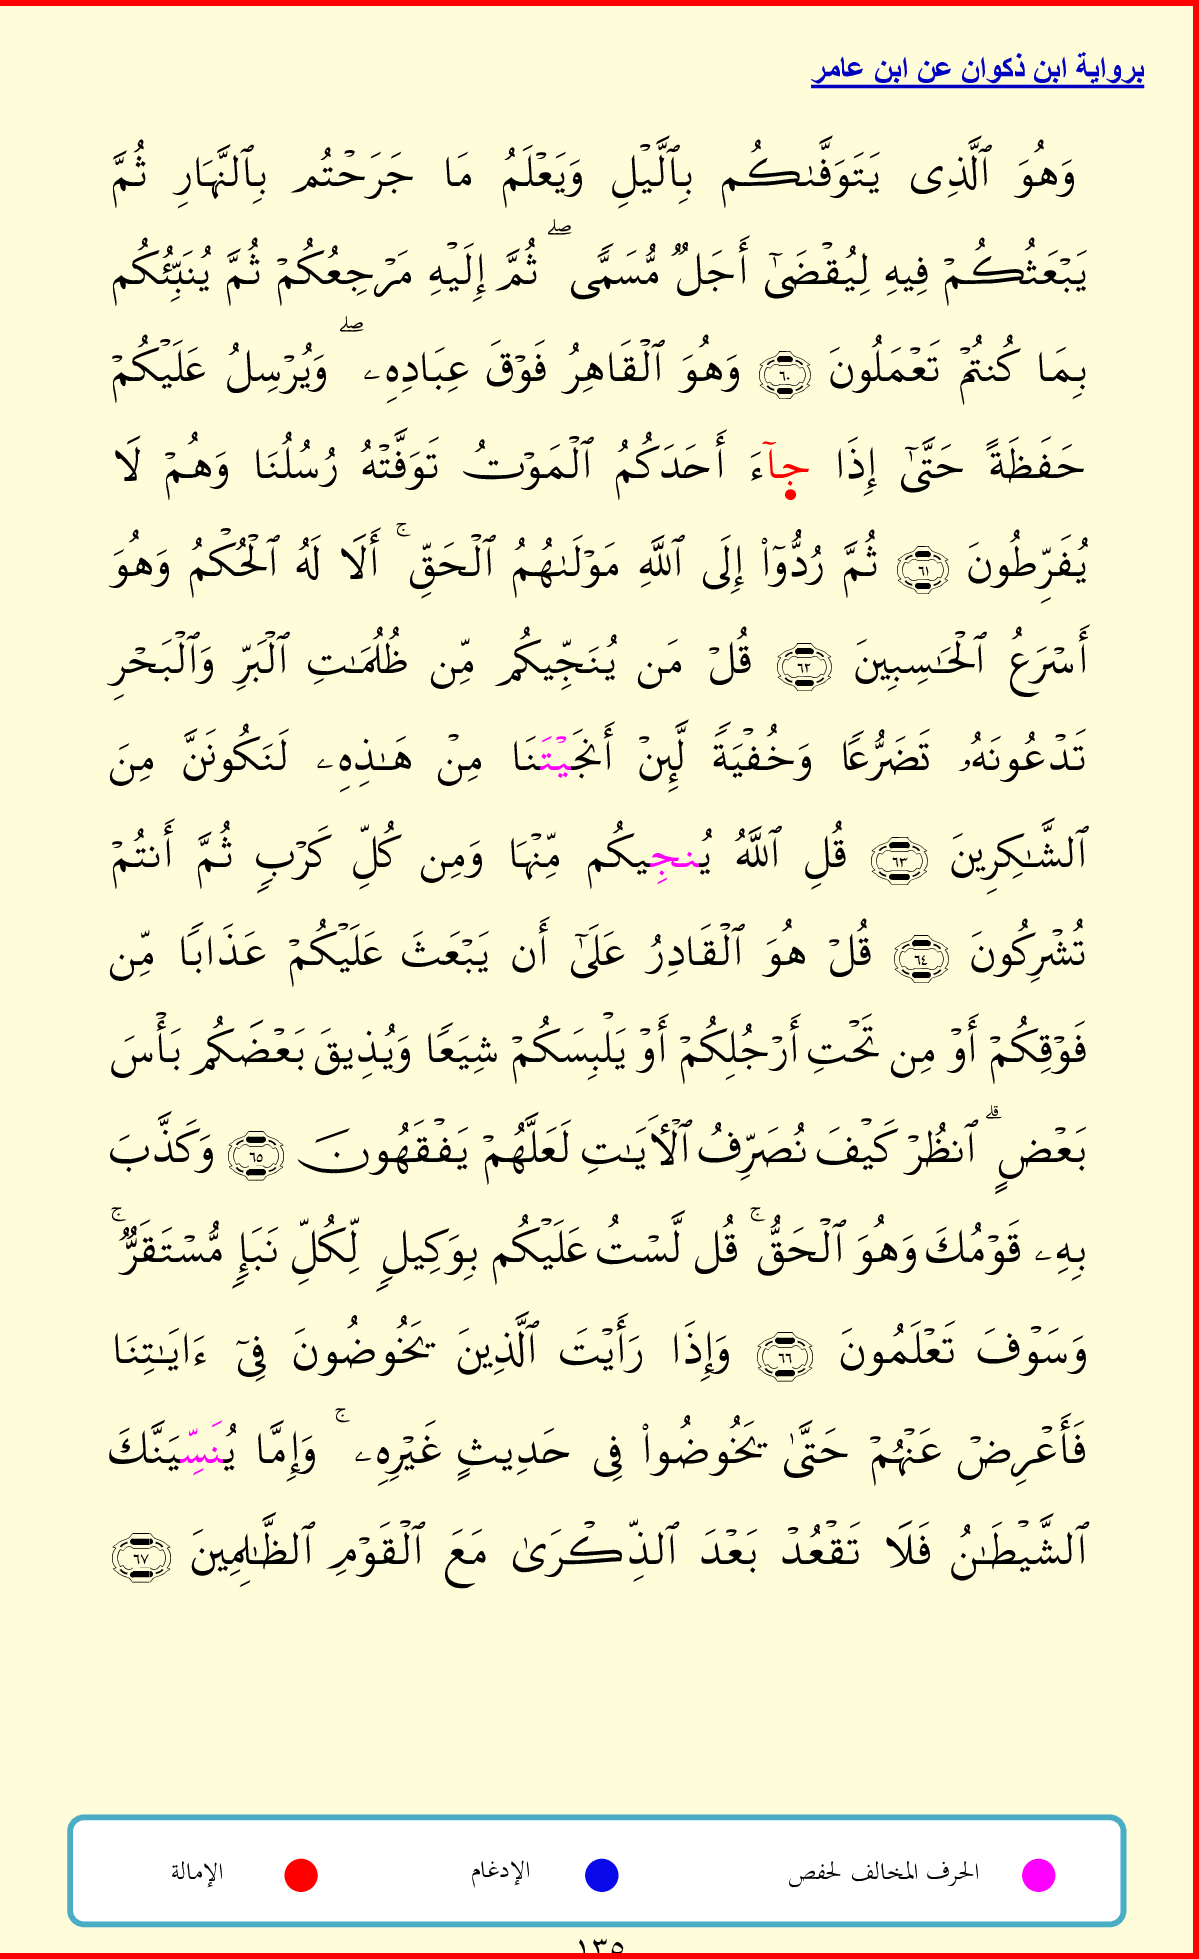 برواية ابن ذكوان عن ابن عامر
وَهُوَ ٱلَّذِى يَتَوَفَّىٰكُم بِٱلَّيْلِ وَيَعْلَمُ مَا جَرَحْتُم بِٱلنَّهَارِ ثُمَّ
يَبْعَثُكُمْ فِيهِ لِيُقْضَىٰٓ أَجَلٌ مُّسَمًّى ۖ ثُمَّ إِلَيْهِ مَرْجِعُكُمْ ثُمَّ يُنَبِّئُكُم
بِمَا كُنتُمْ تَعْمَلُونَ ٦٠ وَهُوَ ٱلْقَاهِرُ فَوْقَ عِبَادِهِۦ ۖ وَيُرْسِلُ عَلَيْكُمْ
حَفَظَةً حَتَّىٰٓ إِذَا جَآءَ أَحَدَكُمُ ٱلْمَوْتُ تَوَفَّتْهُ رُسُلُنَا وَهُمْ لَا
يُفَرِّطُونَ ٦١ ثُمَّ رُدُّوٓا۟ إِلَى ٱللَّهِ مَوْلَىٰهُمُ ٱلْحَقِّ ۚ أَلَا لَهُ ٱلْحُكْمُ وَهُوَ
أَسْرَعُ ٱلْحَـٰسِبِينَ ٦٢ قُلْ مَن يُنَجِّيكُم مِّن ظُلُمَـٰتِ ٱلْبَرِّ وَٱلْبَحْرِ
تَدْعُونَهُۥ تَضَرُّعًا وَخُفْيَةً لَّئِنْ أَنجَيْتَنَا مِنْ هَـٰذِهِۦ لَنَكُونَنَّ مِنَ
ٱلشَّـٰكِرِينَ ٦٣ قُلِ ٱللَّهُ يُنجِيكُم مِّنْهَا وَمِن كُلِّ كَرْبٍ ثُمَّ أَنتُمْ
تُشْرِكُونَ ٦٤ قُلْ هُوَ ٱلْقَادِرُ عَلَىٰٓ أَن يَبْعَثَ عَلَيْكُمْ عَذَابًا مِّن
فَوْقِكُمْ أَوْ مِن تَحْتِ أَرْجُلِكُمْ أَوْ يَلْبِسَكُمْ شِيَعًا وَيُذِيقَ بَعْضَكُم بَأْسَ
بَعْضٍ ۗ ٱنظُرْ كَيْفَ نُصَرِّفُ ٱلْأَيَـٰتِ لَعَلَّهُمْ يَفْقَهُونَ ٦٥ وَكَذَّبَ
بِهِۦ قَوْمُكَ وَهُوَ ٱلْحَقُّ ۚ قُل لَّسْتُ عَلَيْكُم بِوَكِيلٍ لِّكُلِّ نَبَإٍ مُّسْتَقَرٌّ ۚ
وَسَوْفَ تَعْلَمُونَ ٦٦ وَإِذَا رَأَيْتَ ٱلَّذِينَ يَخُوضُونَ فِىٓ ءَايَـٰتِنَا
فَأَعْرِضْ عَنْهُمْ حَتَّىٰ يَخُوضُوا۟ فِى حَدِيثٍ غَيْرِهِۦ ۚ وَإِمَّا يُنَسِّيَنَّكَ
ٱلشَّيْطَـٰنُ فَلَا تَقْعُدْ بَعْدَ ٱلذِّكْرَىٰ مَعَ ٱلْقَوْمِ ٱلظَّـٰلِمِينَ ٦٧
الحرف المخالف لحفص الإدغام الإمالة
١٣٥